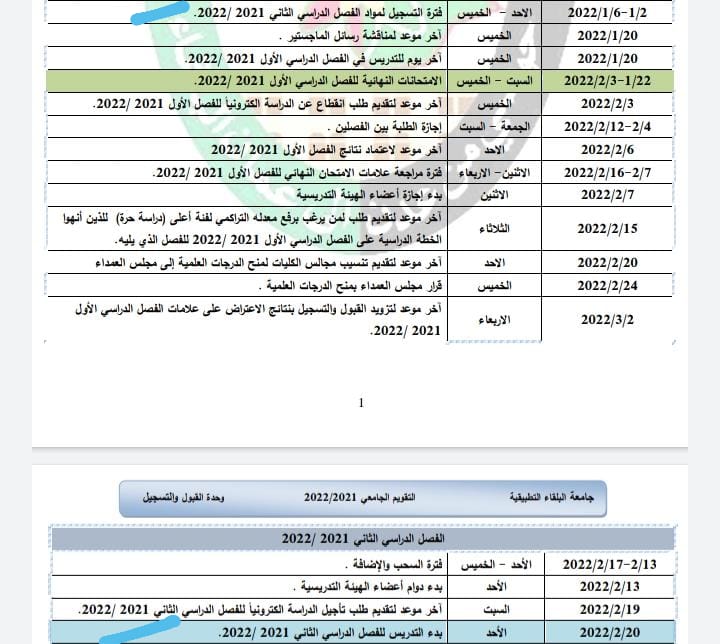 2022/1/6-1/2 الاحد - الخميس فترة التسجيل لمواد الفصل الدراسي الثاني 2021 /2022.
2022/1/20 الخميس آخر موعد لمناقشة رسائل الماجستير .
2022/1/20 الخميس آخر يوم للتدريس في الفصل الدراسي الأول 2021 /2022.
2022/2/3-1/22 السبت - الخميس الامتحانات النهائية للفصل الدراسي الأول 2021 /2022.
2022/2/3 الخميس آخر موعد لتقديم طلب انقطاع عن الدراسة الكترونياً للفصل الأول 2021 /2022.
2022/2/12-2/4 الجمعة - السبت إجازة الطلبة بين الفصلين .
2022/2/6 الاحد آخر موعد لاعتماد نتائج الفصل الأول 2021 /2022
2022/2/16-2/7 الاثنين- الاربعاء فترة مراجعة علامات الامتحان النهائي للفصل الأول 2021 /2022.
2022/2/7 الاثنين بدء إجازة أعضاء الهيئة التدريسية
2022/2/15 الثلاثاء آخر موعد لتقديم طلب لمن يرغب برفع معدله التراكمي لفئة أعلى (دراسة حرة) للذين أنهوا
الخطة الدراسية على الفصل الدراسي الأول 2021 /2022 للفصل الذي يليه.
2022/2/20 الاحد آخر موعد لتقديم تنسيب مجالس الكليات لمنح الدرجات العلمية إلى مجلس العمداء
2022/2/24 الخميس قرار مجلس العمداء بمنح الدرجات العلمية .
2022/3/2 الاربعاء آخر موعد لتزويد القبول والتسجيل بنتائج الاعتراض على علامات الفصل الدراسي الأول
2021 /2022.
1
جامعة البلقاء التطبيقية التقويم الجامعي 2022/2021 وحدة القبول والتسجيل
الفصل الدراسي الثاني 2021 /2022
2022/2/17-2/13 الأحد - الخميس فترة السحب والإضافة .
2022/2/13 الأحد بدء دوام أعضاء الهيئة التدريسية .
2022/2/19 السبت آخر موعد لتقديم طلب تأجيل الدراسة الكترونياً للفصل الدراسي الثاني 2021 /2022.
2022/2/20 الأحد بدء التدريس للفصل الدراسي الثاني 2021 /2022.